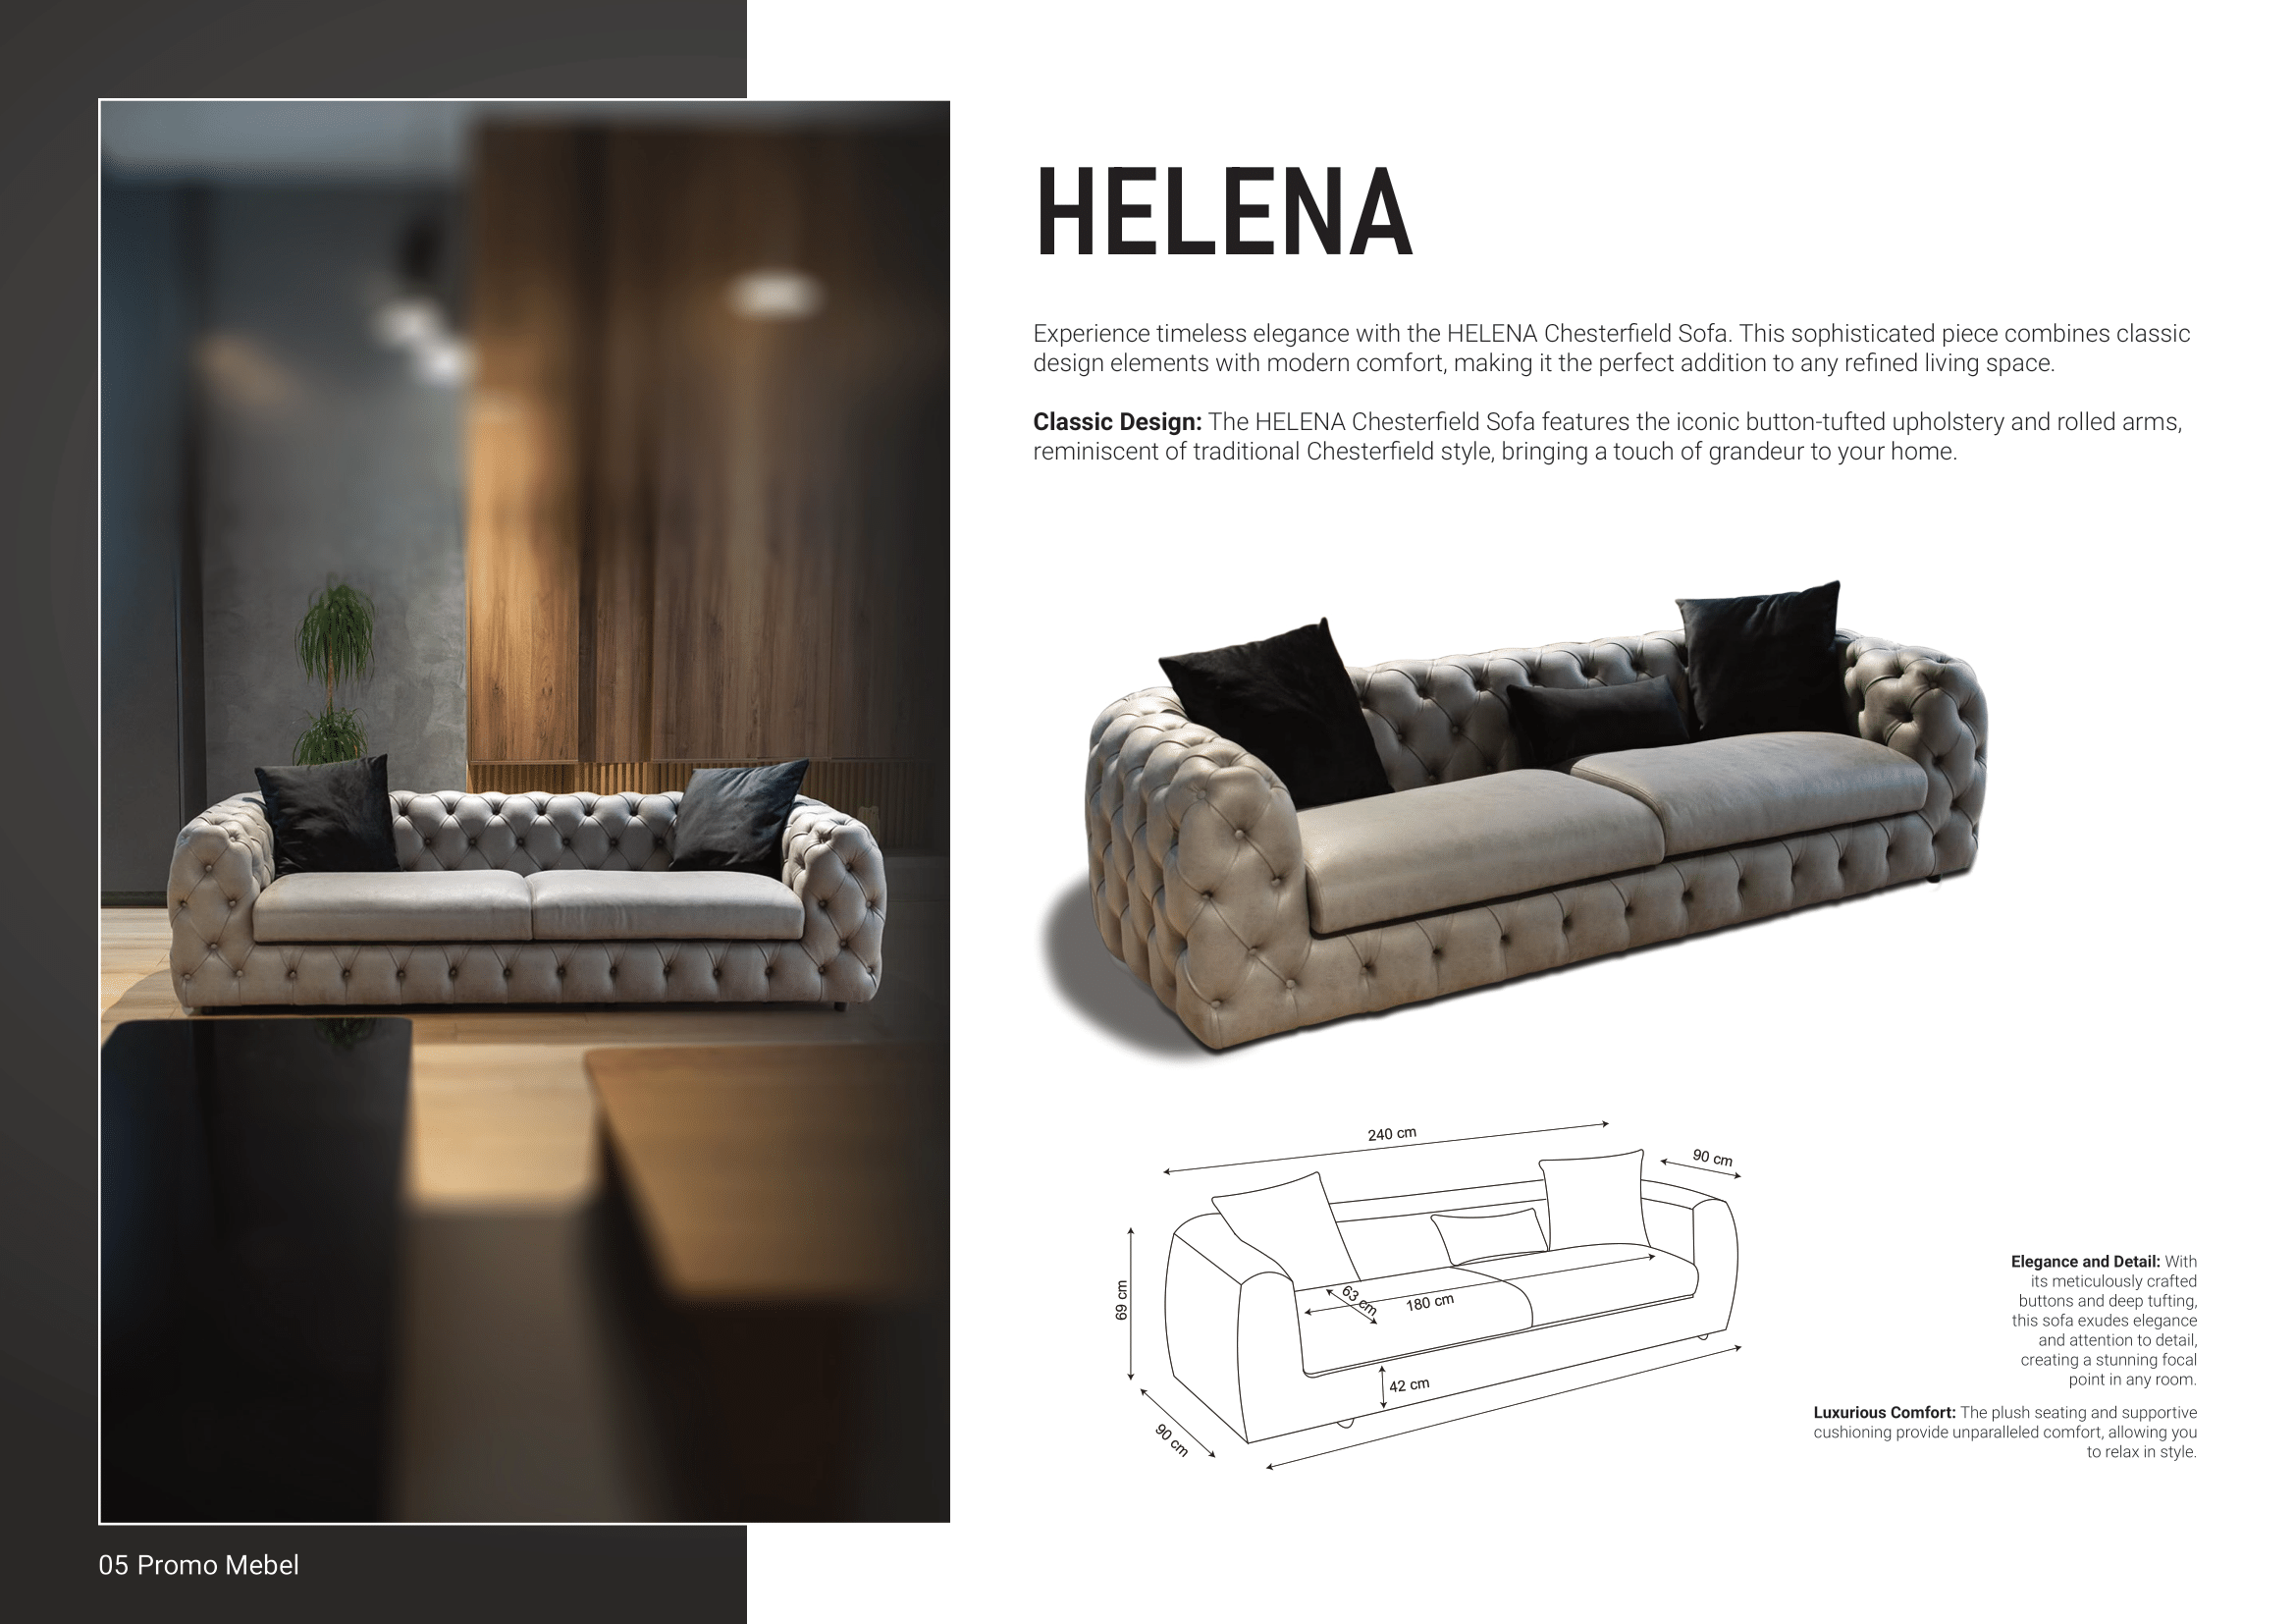 HELENA
Experience timeless elegance with the HELENA Chesterfield Sofa. This sophisticated piece combines classic
design elements with modern comfort, making it the perfect addition to any refined living space.
Classic Design: The HELENA Chesterfield Sofa features the iconic button-tufted upholstery and rolled arms,
reminiscent of traditional Chesterfield style, bringing a touch of grandeur to your home.
240 cm
90 cm
69 cm
63 cm
180 cm
42 cm
90 cm
Elegance and Detail: With
its meticulously crafted
buttons and deep tufting,
this sofa exudes elegance
and attention to detail,
creating a stunning focal
point in any room.
Luxurious Comfort: The plush seating and supportive
cushioning provide unparalleled comfort, allowing you
to relax in style.
05 Promo Mebel